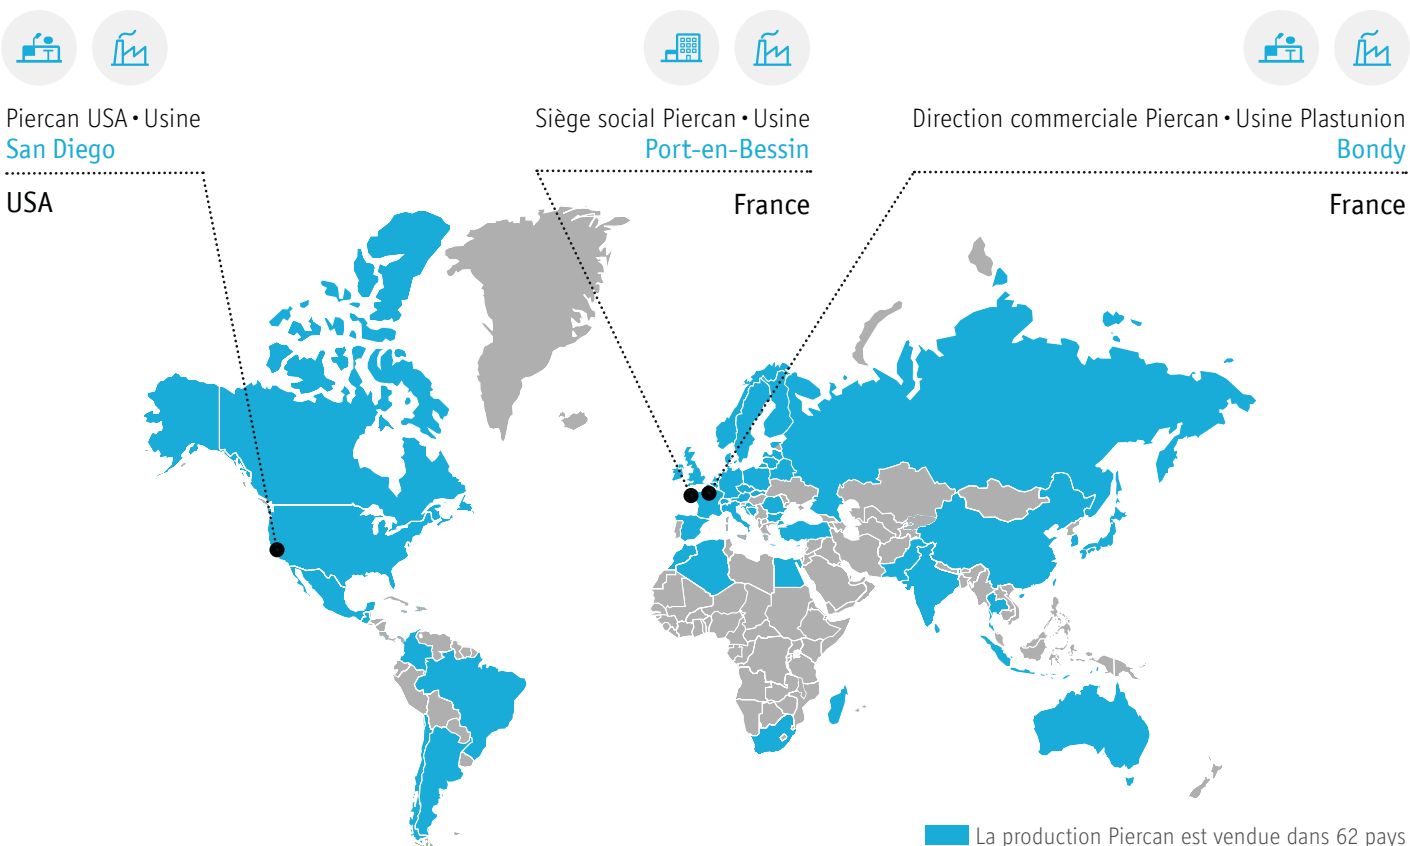 Piercan USA • Usine
San Diego
USA
Siège social Piercan • Usine
Port-en-Bessin
France
Direction commerciale Piercan • Usine Plastunion
Bondy
France
La production Piercan est vendue dans 62 pays